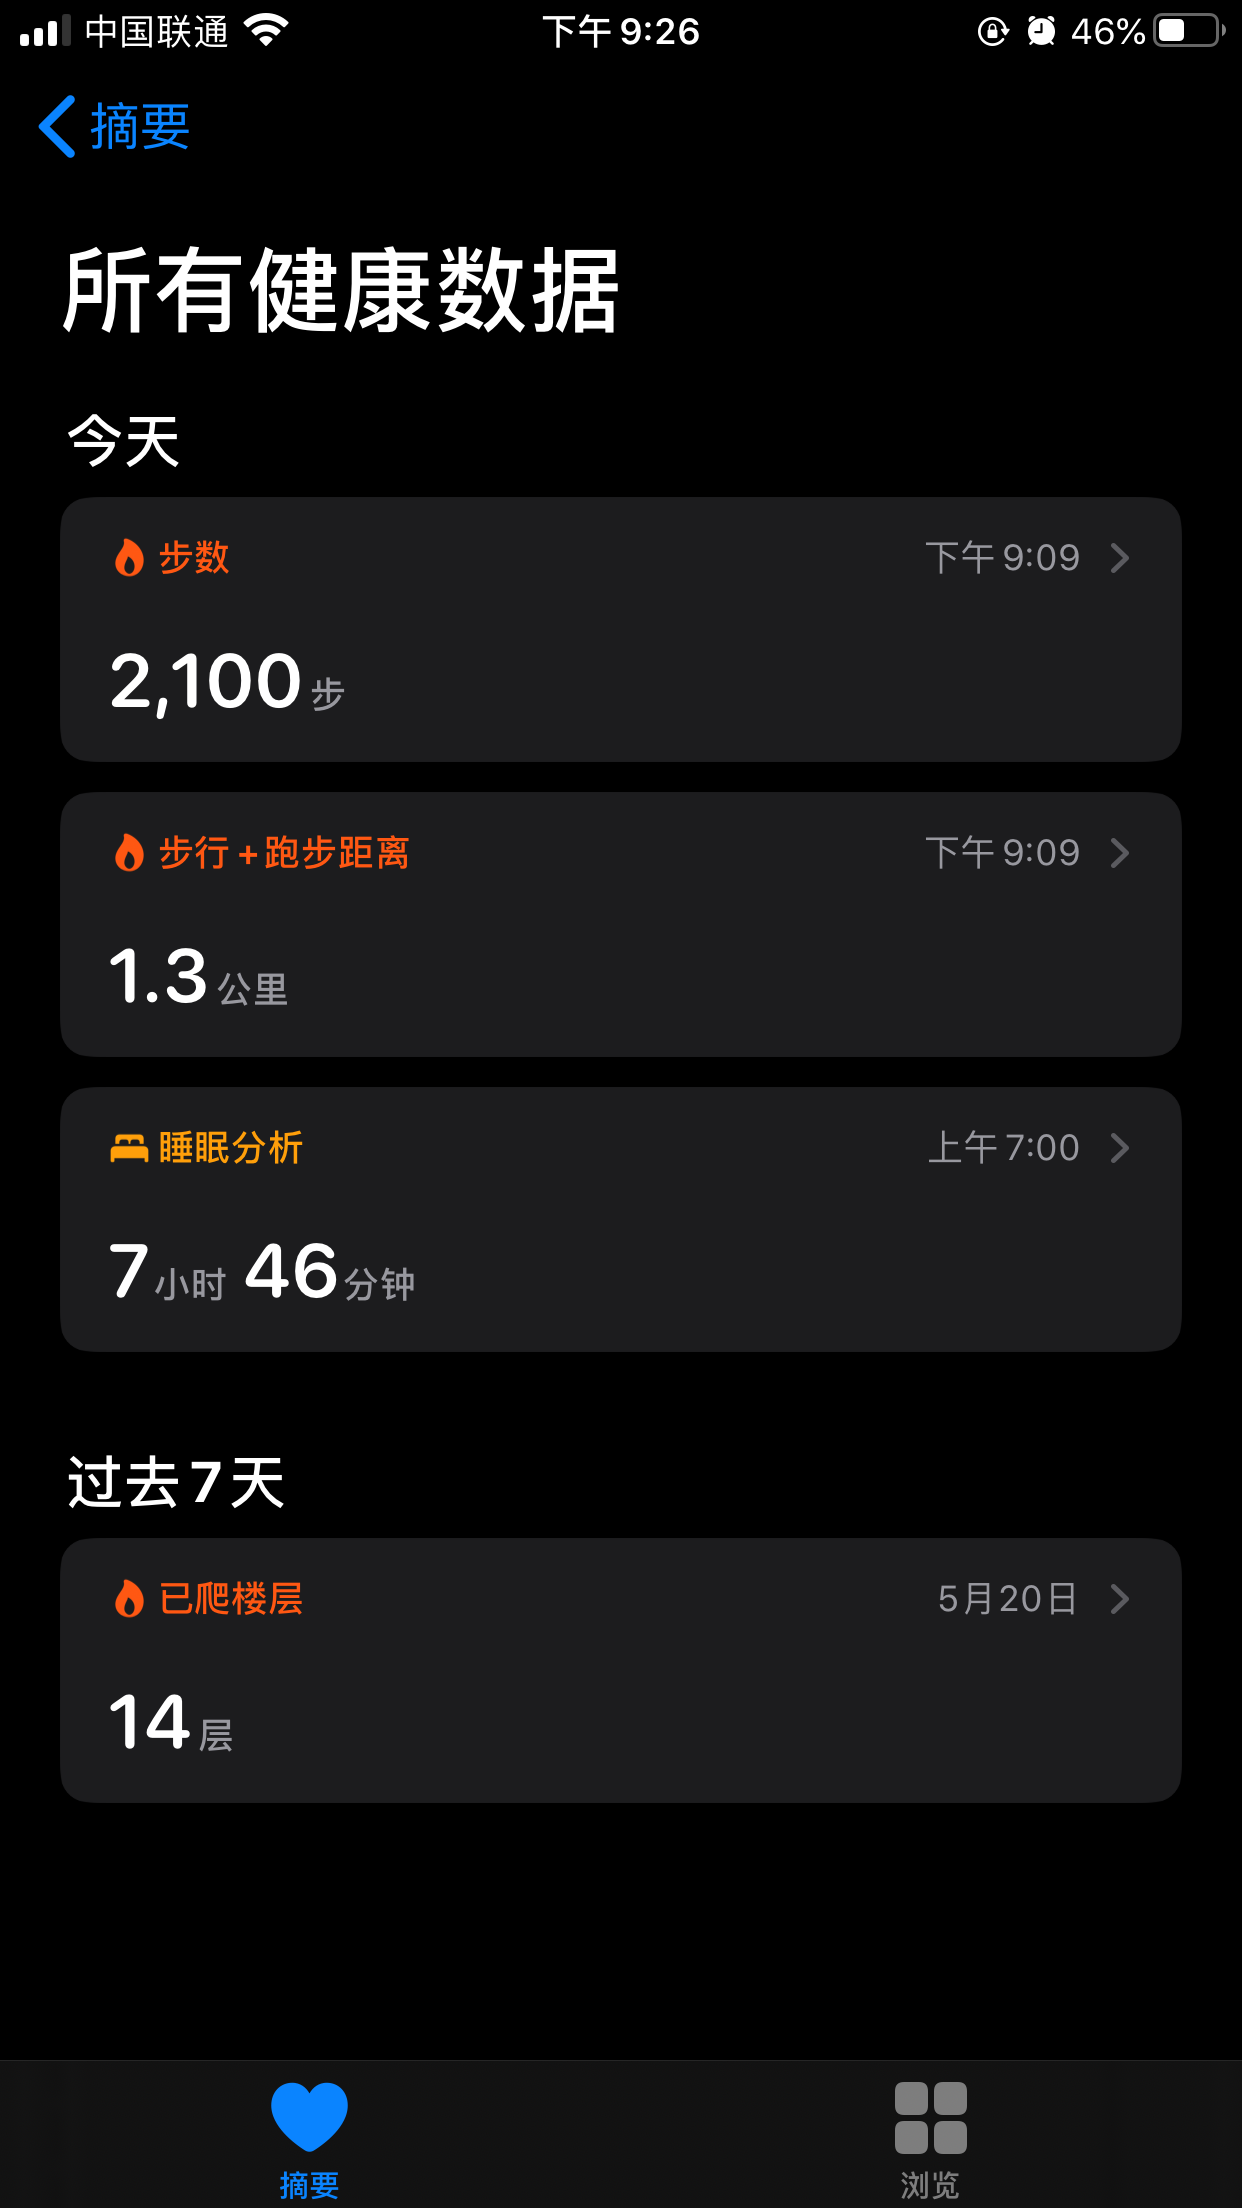 中国联通 下午 9:26 46%
摘要
所有健康数据
今天
步数 下午 9:09
2,100 步
步行 + 跑步距离 下午 9:09
1.3 公里
睡眠分析 上午 7:00
7 小时 46 分钟
过去 7 天
已爬楼层 5月20日
14 层
摘要 浏览